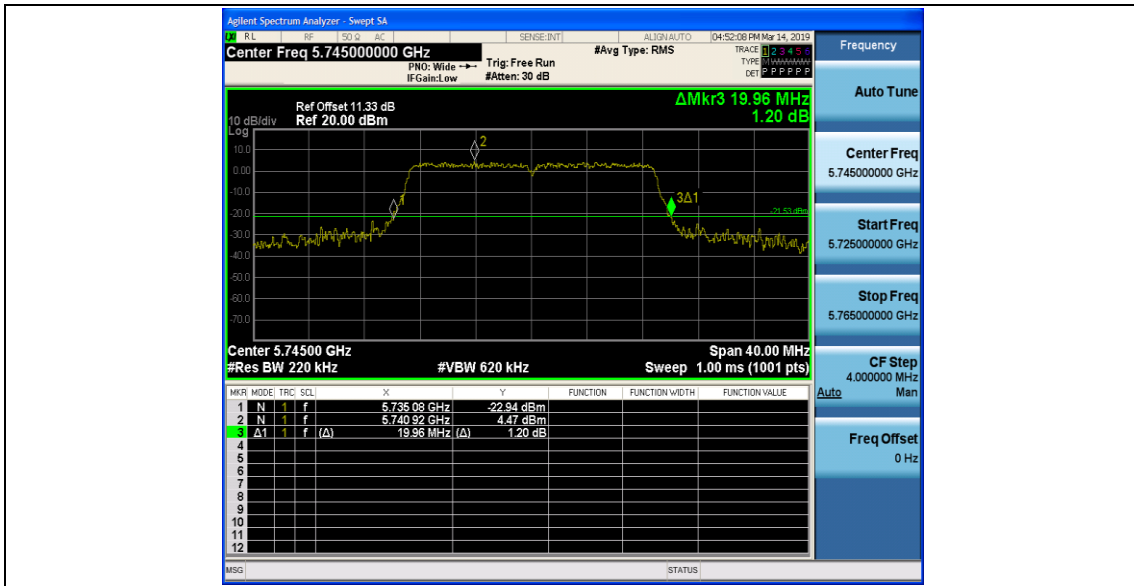 Agilent Spectrum Analyzer - Swept SA
RL RF 50 Ω AC SENSE:INT ALIGN AUTO 04:52:08 PM Mar 14, 2019
Center Freq 5.745000000 GHz
PNO: Wide
IFGain:Low
Trig: Free Run
#Atten: 30 dB
#Avg Type: RMS
TRACE 1 2 3 4 5 6
TYPE M
DET P P P P P P
Frequency
Auto Tune
Center Freq
5.745000000 GHz
Start Freq
5.725000000 GHz
Stop Freq
5.765000000 GHz
CF Step
4.000000 MHz
Auto Man
Freq Offset
0 Hz
ΔMkr3 19.96 MHz
1.20 dB
Ref Offset 11.33 dB
10 dB/div Ref 20.00 dBm
Log
10.0
0.00
-10.0
-20.0
-30.0
-40.0
-50.0
-60.0
-70.0
2
1
3Δ1
-21.53 dBm
Center 5.74500 GHz Span 40.00 MHz
#Res BW 220 kHz #VBW 620 kHz Sweep 1.00 ms (1001 pts)
MKR MODE TRC SCL X Y FUNCTION FUNCTION WIDTH FUNCTION VALUE
1 N 1 f 5.735 08 GHz -22.94 dBm
2 N 1 f 5.740 92 GHz 4.47 dBm
3 Δ1 1 f (Δ) 19.96 MHz (Δ) 1.20 dB
4
5
6
7
8
9
10
11
12
MSG STATUS